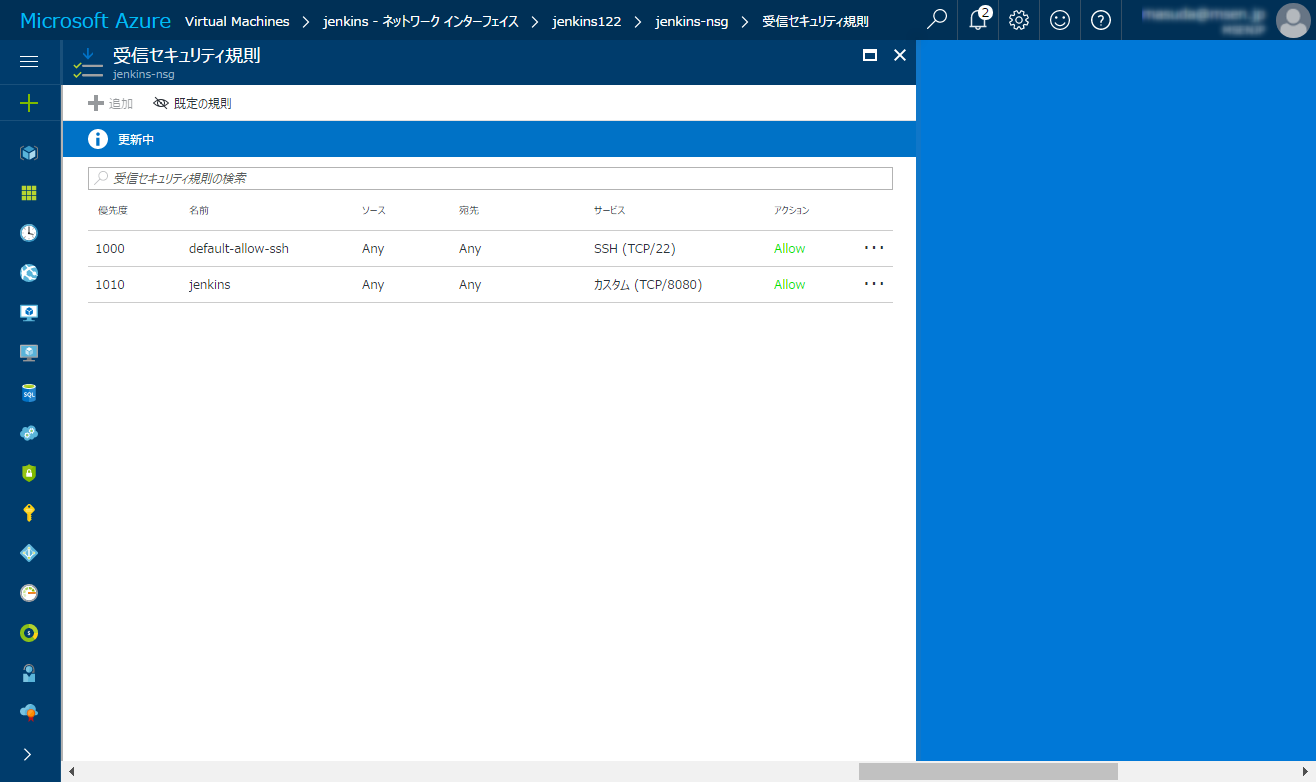 Microsoft Azure Virtual Machines > jenkins - ネットワーク インターフェイス > jenkins122 > jenkins-nsg > 受信セキュリティ規則 2
受信セキュリティ規則
jenkins-nsg
追加 既定の規則
更新中
受信セキュリティ規則の検索
優先度 名前 ソース 宛先 サービス アクション
1000 default-allow-ssh Any Any SSH (TCP/22) Allow ...
1010 jenkins Any Any カスタム (TCP/8080) Allow ...
SQL